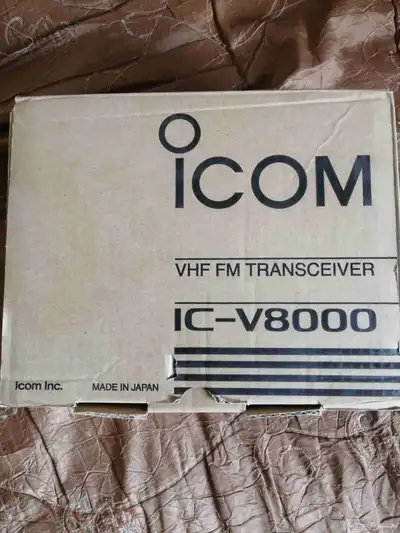 ICOM
VHF FM TRANSCEIVER
IC-V8000
Icom Inc.
MADE IN JAPAN